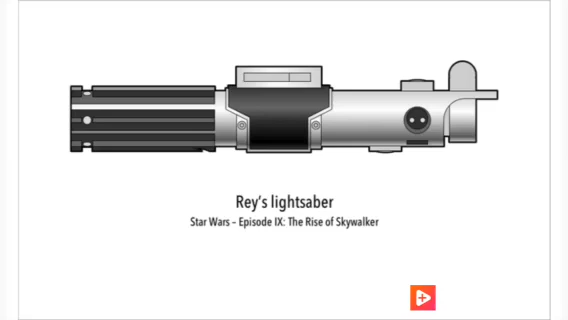 Rey's lightsaber
Star Wars – Episode IX: The Rise of Skywalker